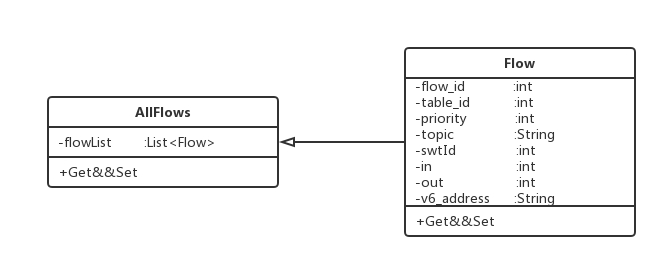 AllFlows
-flowList :List<Flow>
+Get&&Set
Flow
-flow_id :int
-table_id :int
-priority :int
-topic :String
-swtId :int
-in :int
-out :int
-v6_address :String
+Get&&Set